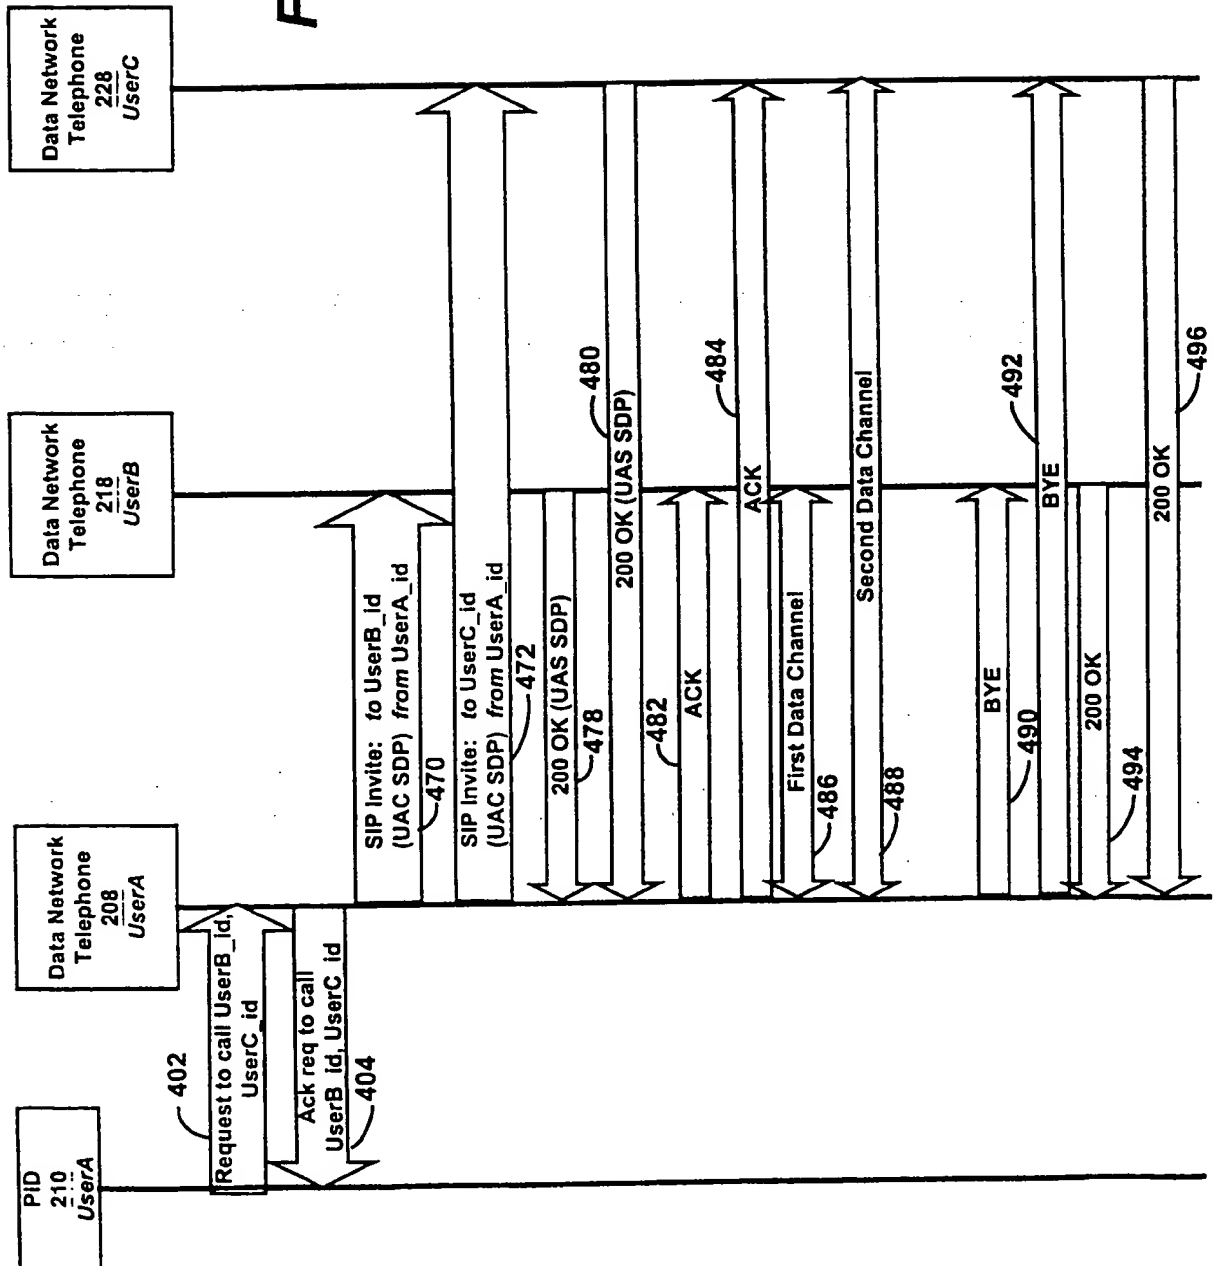 F
PID
210
UserA
Data Network
Telephone
208
UserA
Data Network
Telephone
218
UserB
Data Network
Telephone
228
UserC
402
Request to call UserB_id,
UserC_id
Ack req to call
UserB_id, UserC_id
404
SIP Invite: to UserB_id
(UAC SDP) from UserA_id
470
SIP Invite: to UserC_id
(UAC SDP) from UserA_id
472
200 OK (UAS SDP)
478
480
200 OK (UAS SDP)
482
ACK
484
ACK
First Data Channel
486
Second Data Channel
488
BYE
490
492
BYE
200 OK
494
200 OK
496